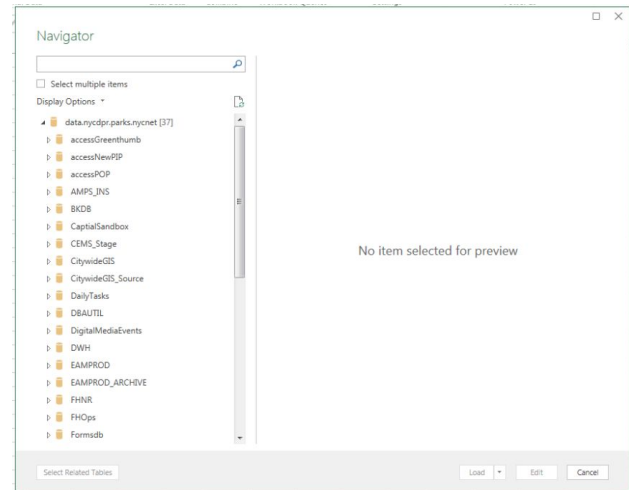 Navigator
Select multiple items
Display Options
data.nycdpr.parks.nycnet [37]
accessGreenthumb
accessNewPIP
accessPOP
AMPS_INS
BKDB
CaptialSandbox
CEMS_Stage
CitywideGIS
CitywideGIS_Source
DailyTasks
DBAUTIL
DigitalMediaEvents
DWH
EAMPROD
EAMPROD_ARCHIVE
FHNR
FHOps
Formsdb
No item selected for preview
Select Related Tables
Load
Edit
Cancel